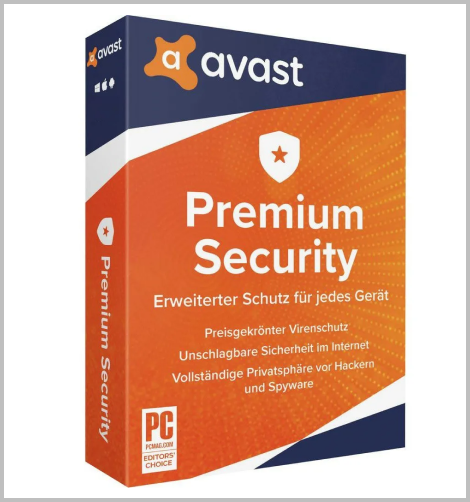 avast
Premium Security
PC
PCMAG.COM
EDITORS'
CHOICE
a avast
Premium
Security
Erweiterter Schutz für jedes Gerät
Preisgekrönter Virenschutz
Unschlagbare Sicherheit im Internet
Vollständige Privatsphäre vor Hackern
und Spyware